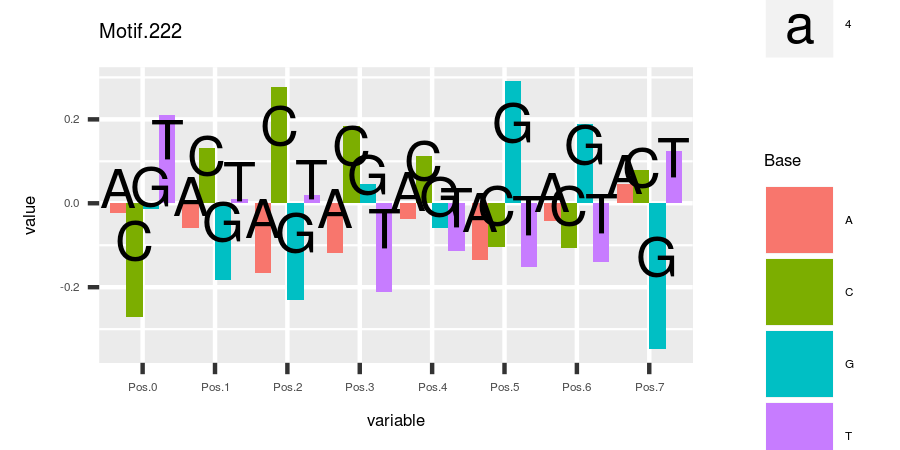 Motif.222
a 4
value
0.2
0.0
-0.2
A C G T A C G T A C G T A C G T A C G T A C G T A C G T A C G T
Pos.0 Pos.1 Pos.2 Pos.3 Pos.4 Pos.5 Pos.6 Pos.7
variable
Base
A
C
G
T